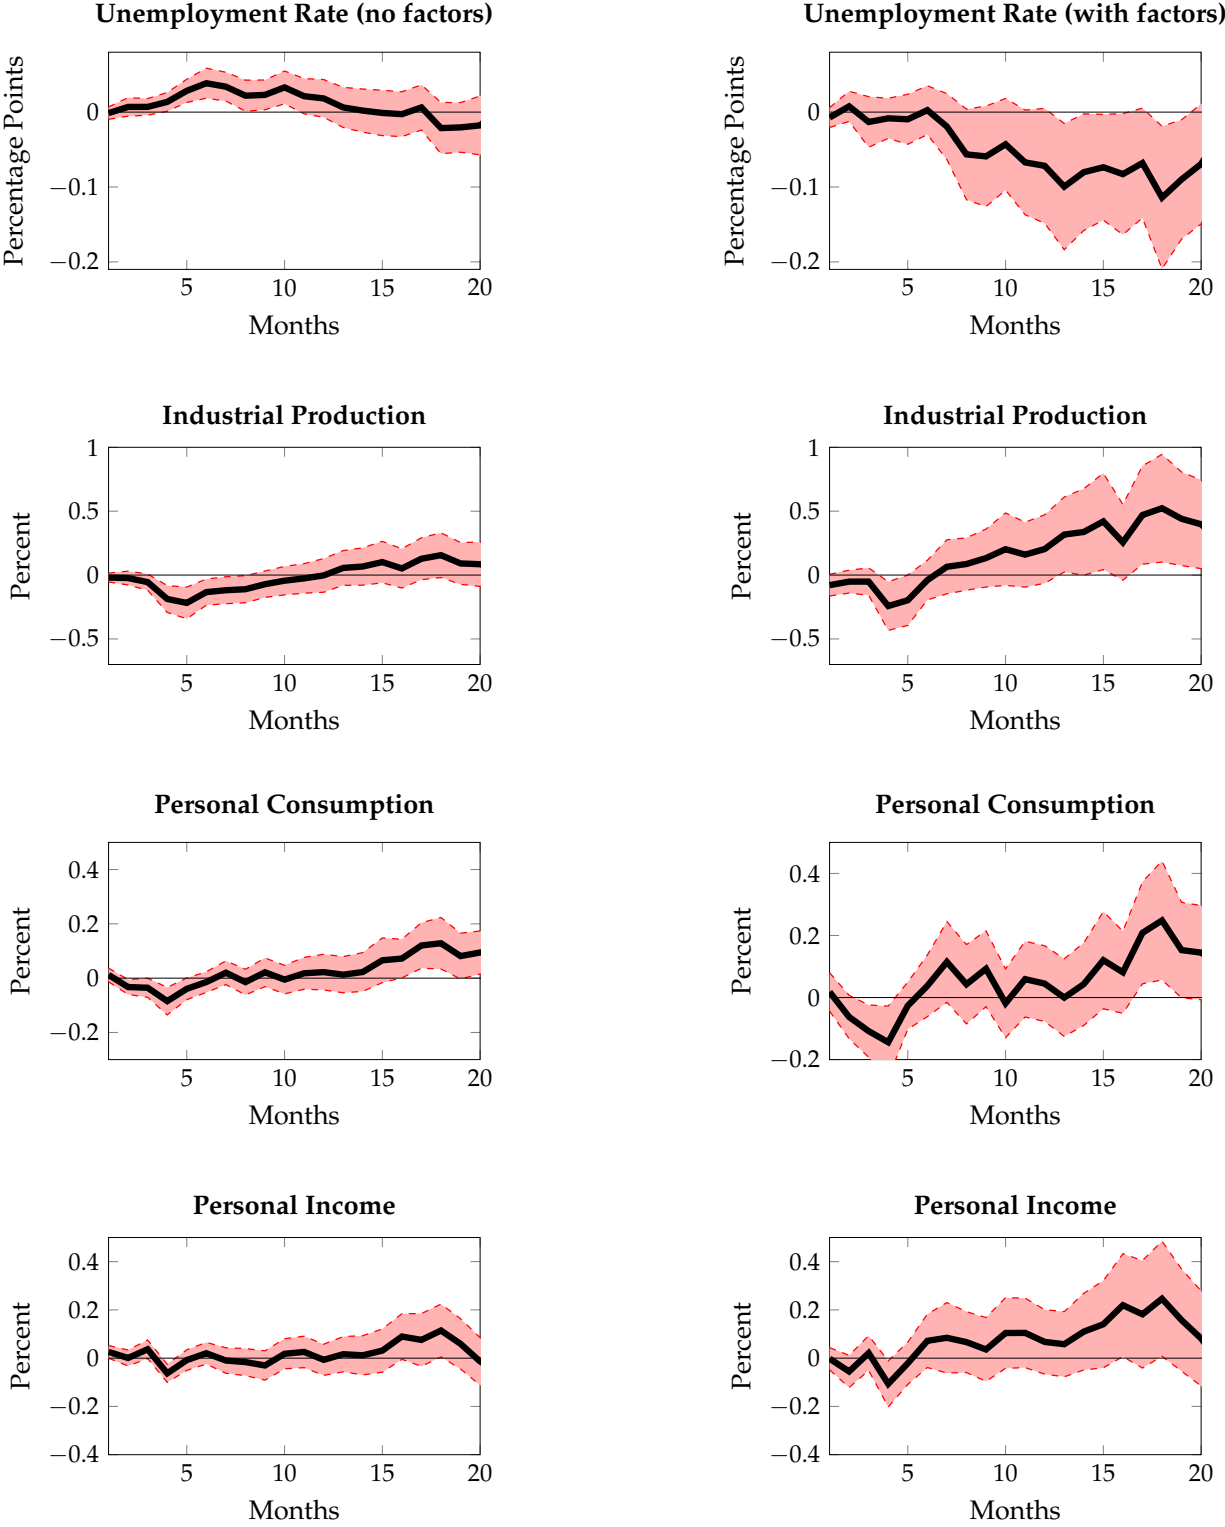 Unemployment Rate (no factors)
Percentage Points
0
−0.1
−0.2
5 10 15 20
Months
Unemployment Rate (with factors)
Percentage Points
0
−0.1
−0.2
5 10 15 20
Months
Industrial Production
Percent
1
0.5
0
−0.5
5 10 15 20
Months
Industrial Production
Percent
1
0.5
0
−0.5
5 10 15 20
Months
Personal Consumption
Percent
0.4
0.2
0
−0.2
5 10 15 20
Months
Personal Consumption
Percent
0.4
0.2
0
−0.2
5 10 15 20
Months
Personal Income
Percent
0.4
0.2
0
−0.2
−0.4
5 10 15 20
Months
Personal Income
Percent
0.4
0.2
0
−0.2
−0.4
5 10 15 20
Months